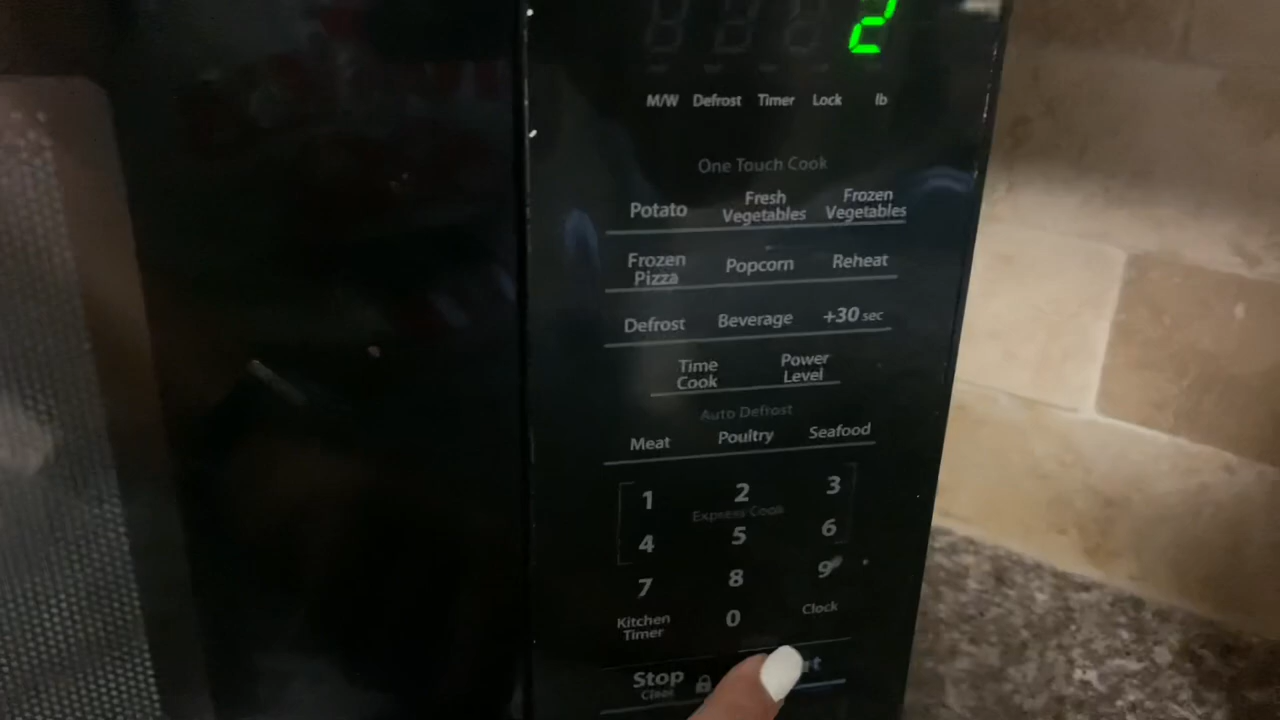 2
M/W Defrost Timer Lock lb
One Touch Cook
Potato Fresh Vegetables Frozen Vegetables
Frozen Pizza Popcorn Reheat
Defrost Beverage +30 sec
Time Cook Power Level
Auto Defrost
Meat Poultry Seafood
1 2 3
Express Cook
4 5 6
7 8 9
Kitchen Timer 0 Clock
Stop
Clear